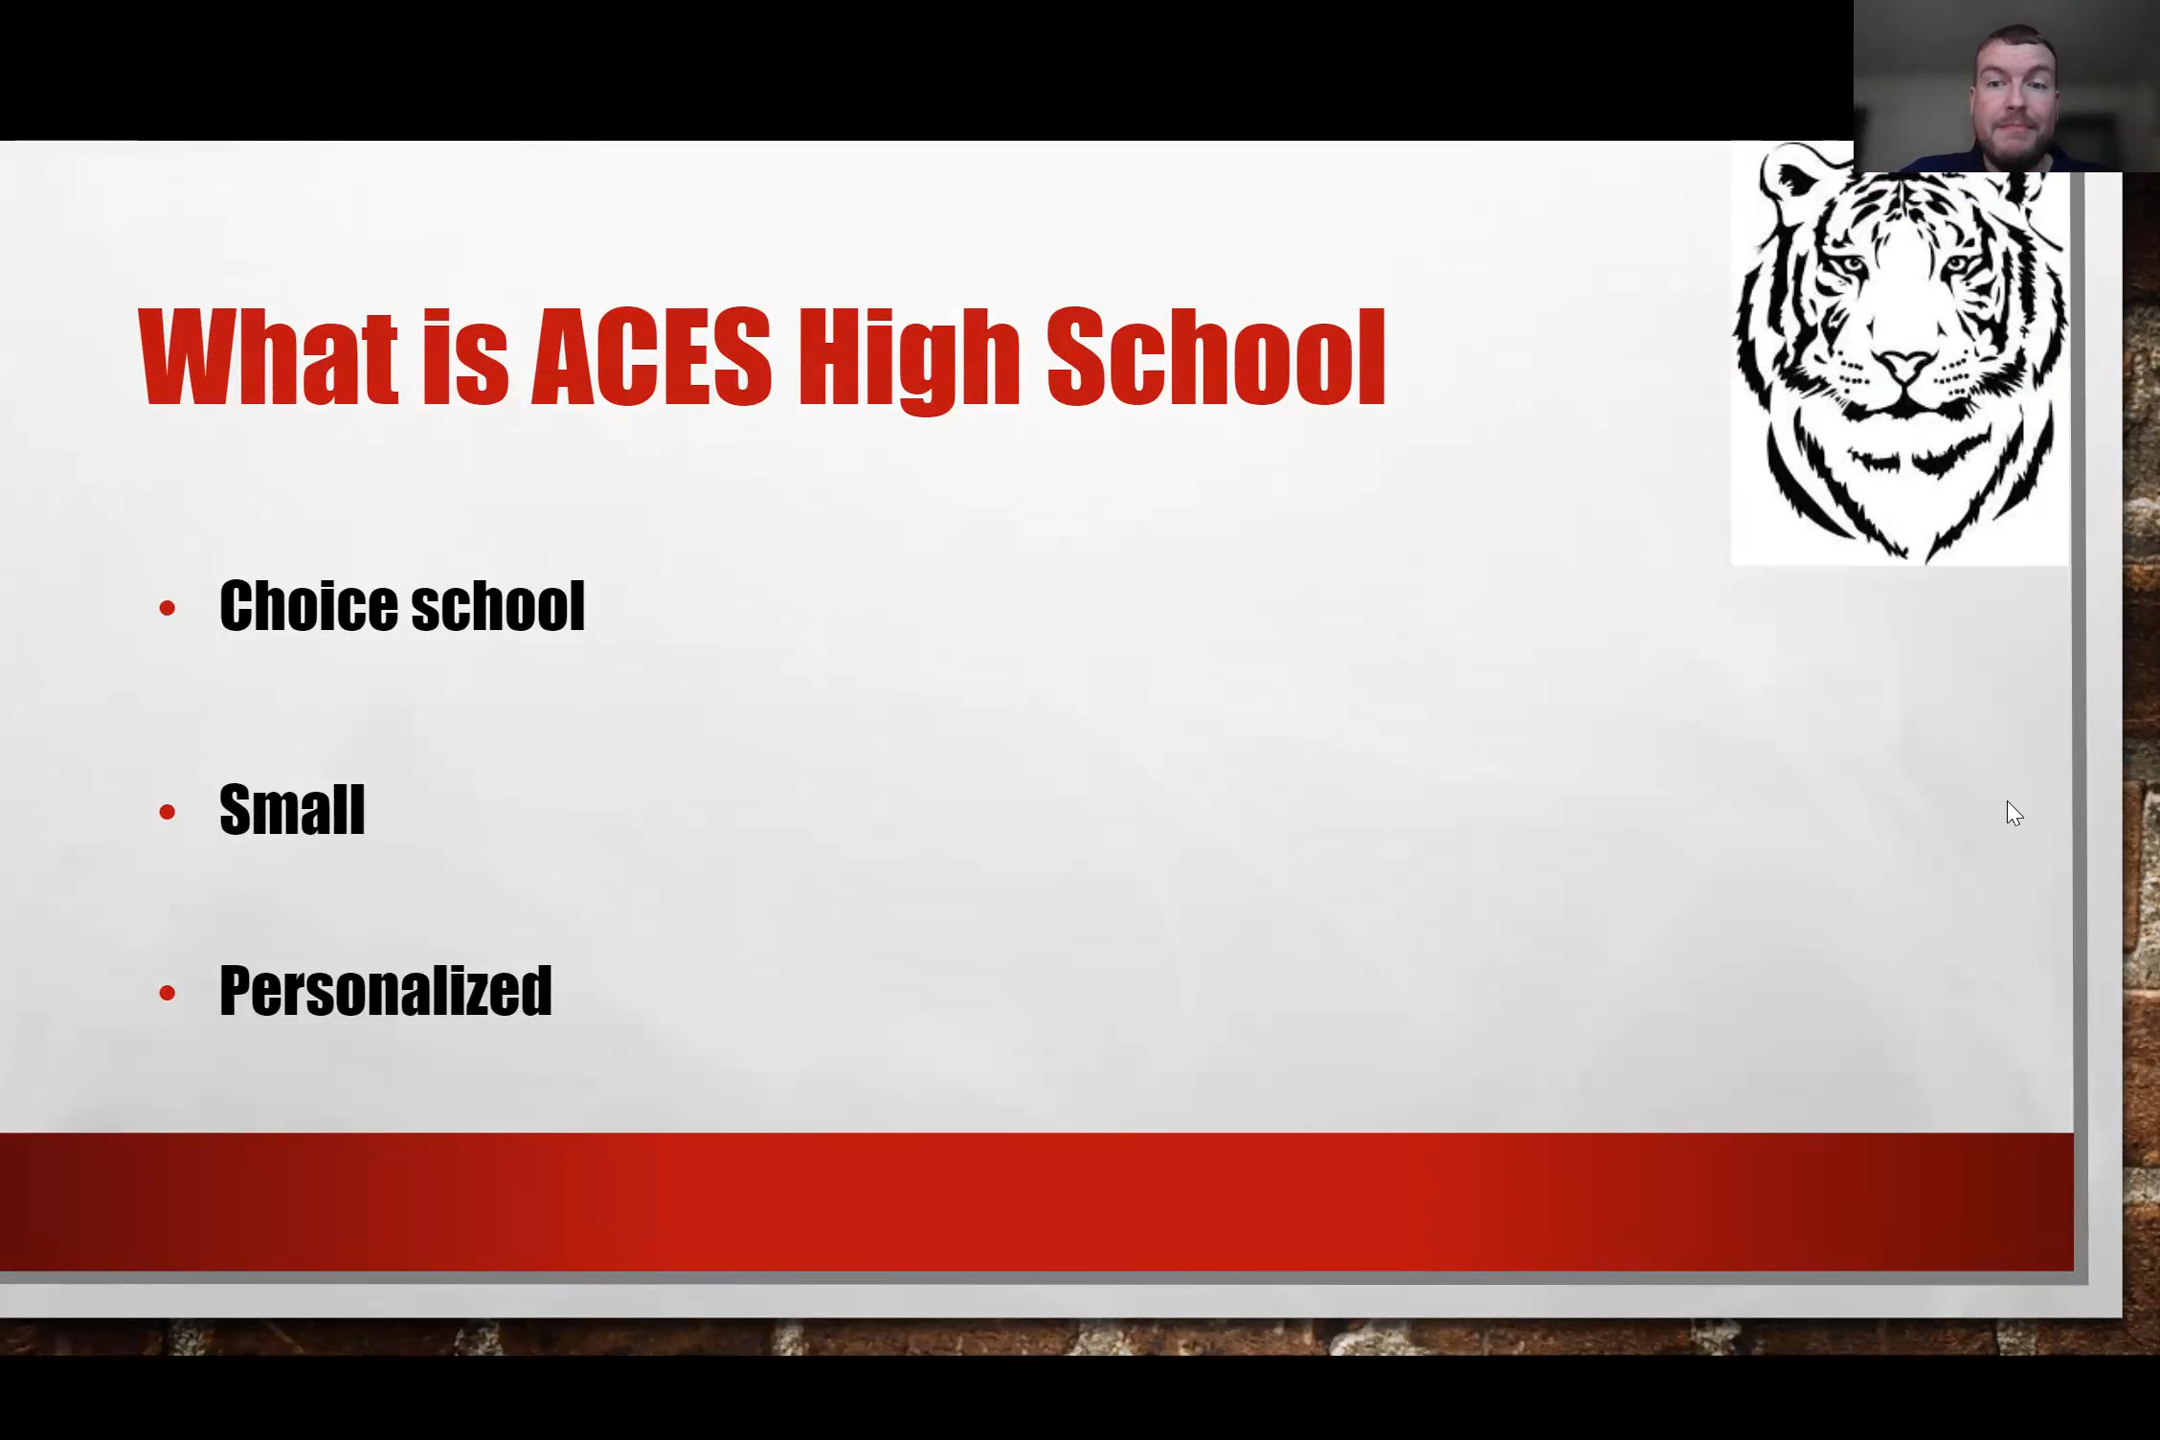 What is ACES High School
• Choice school
• Small
• Personalized